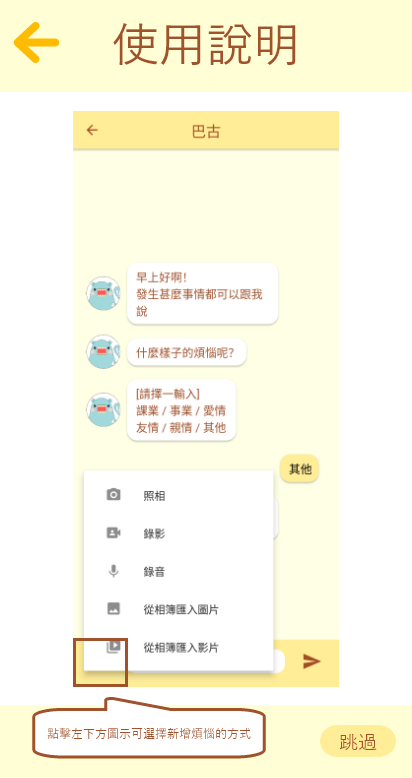 使用說明
巴古
早上好啊!
發生甚麼事情都可以跟我
說
什麼樣子的煩惱呢?
[請擇一輸入]
課業 / 事業 / 愛情
友情 / 親情 / 其他
其他
照相
錄影
錄音
從相簿匯入圖片
從相簿匯入影片
點擊左下方圖示可選擇新增煩惱的方式
跳過